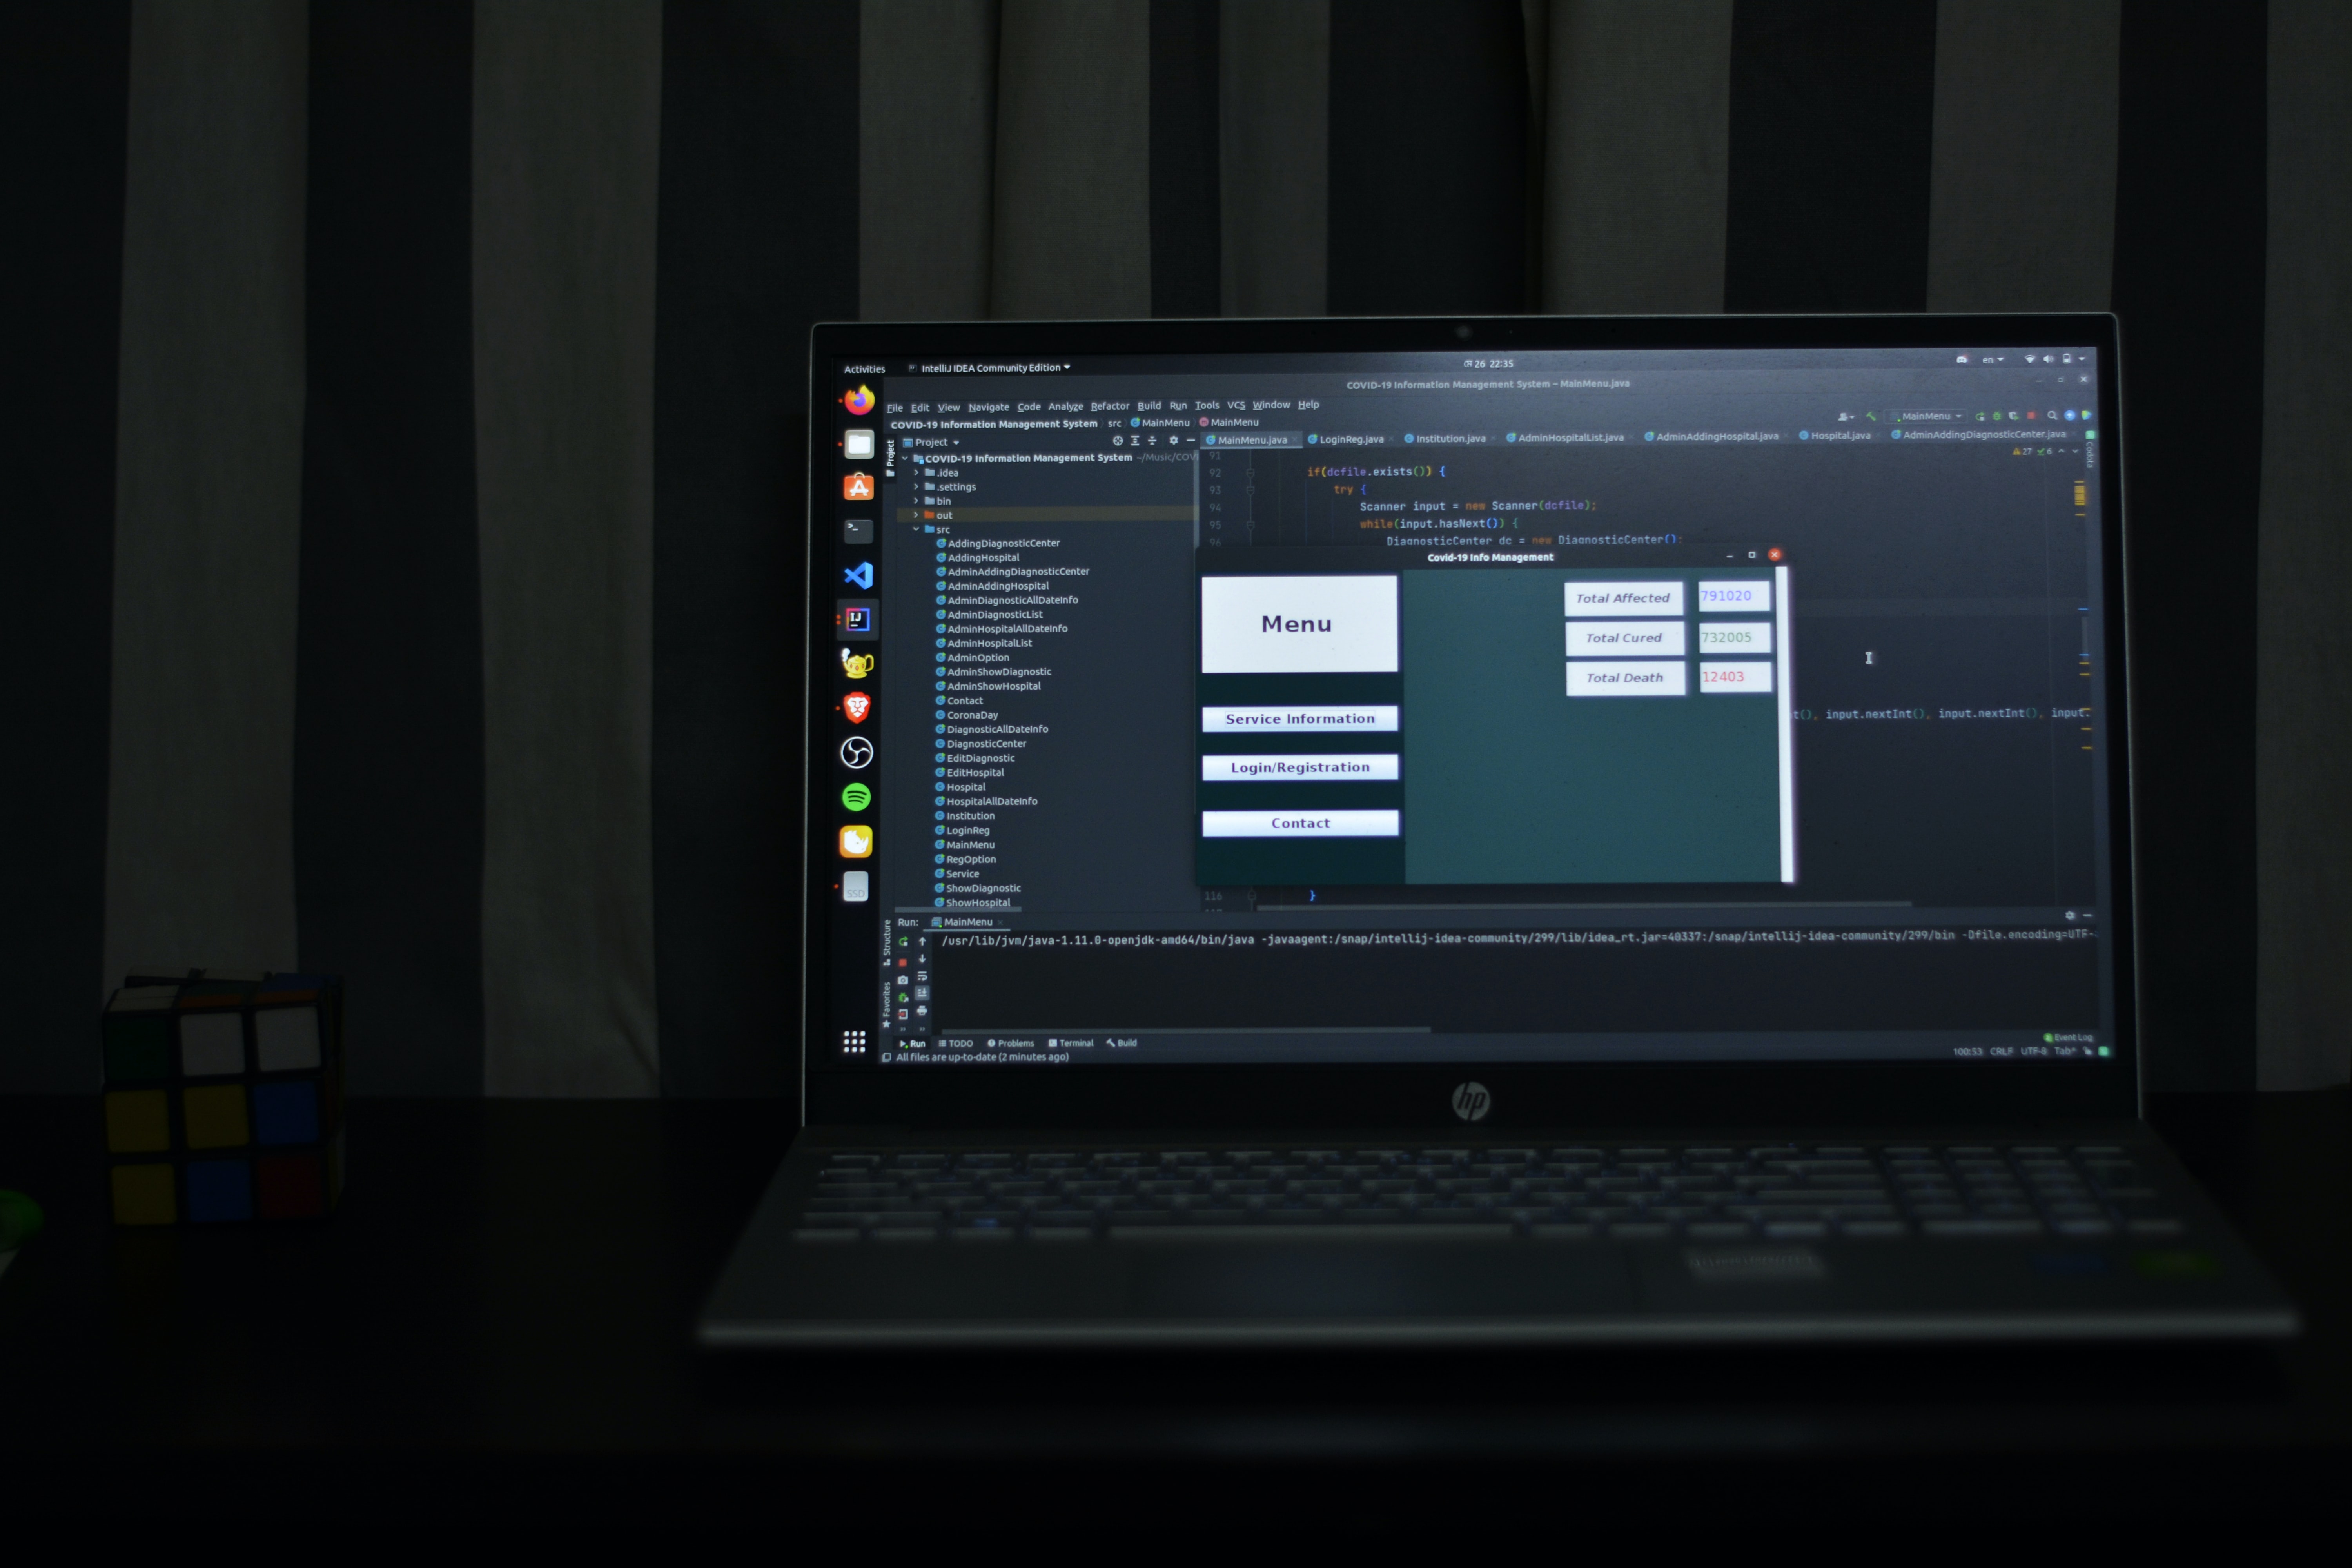 Activities
IntelliJ IDEA Community Edition
26 22:35
en
COVID-19 Information Management System – MainMenu.java
File Edit View Navigate Code Analyze Refactor Build Run Tools VCS Window Help
COVID-19 Information Management System src MainMenu MainMenu
MainMenu
Project
Project
MainMenu.java
LoginReg.java
Institution.java
AdminHospitalList.java
AdminAddingHospital.java
Hospital.java
AdminAddingDiagnosticCenter.java
COVID-19 Information Management System ~/Music/COVI
.idea
.settings
bin
out
src
AddingDiagnosticCenter
AddingHospital
AdminAddingDiagnosticCenter
AdminAddingHospital
AdminDiagnosticAllDateInfo
AdminDiagnosticList
AdminHospitalAllDateInfo
AdminHospitalList
AdminOption
AdminShowDiagnostic
AdminShowHospital
Contact
CoronaDay
DiagnosticAllDateInfo
DiagnosticCenter
EditDiagnostic
EditHospital
Hospital
HospitalAllDateInfo
Institution
LoginReg
MainMenu
RegOption
Service
ShowDiagnostic
ShowHospital
27 6
91
92 if(dcfile.exists()) {
93 try {
94 Scanner input = new Scanner(dcfile);
95 while(input.hasNext()) {
96 DiagnosticCenter dc = new DiagnosticCenter();
Covid-19 Info Management
Menu
Service Information
Login/Registration
Contact
Total Affected 791020
Total Cured 732005
Total Death 12403
t(), input.nextInt(), input.nextInt(), input.
116 }
SSD
Structure
Favorites
Run: MainMenu
/usr/lib/jvm/java-1.11.0-openjdk-amd64/bin/java -javaagent:/snap/intellij-idea-community/299/lib/idea_rt.jar=40337:/snap/intellij-idea-community/299/bin -Dfile.encoding=UTF-
Run TODO Problems Terminal Build
Event Log
All files are up-to-date (2 minutes ago)
100:53 CRLF UTF-8 Tab*
hp